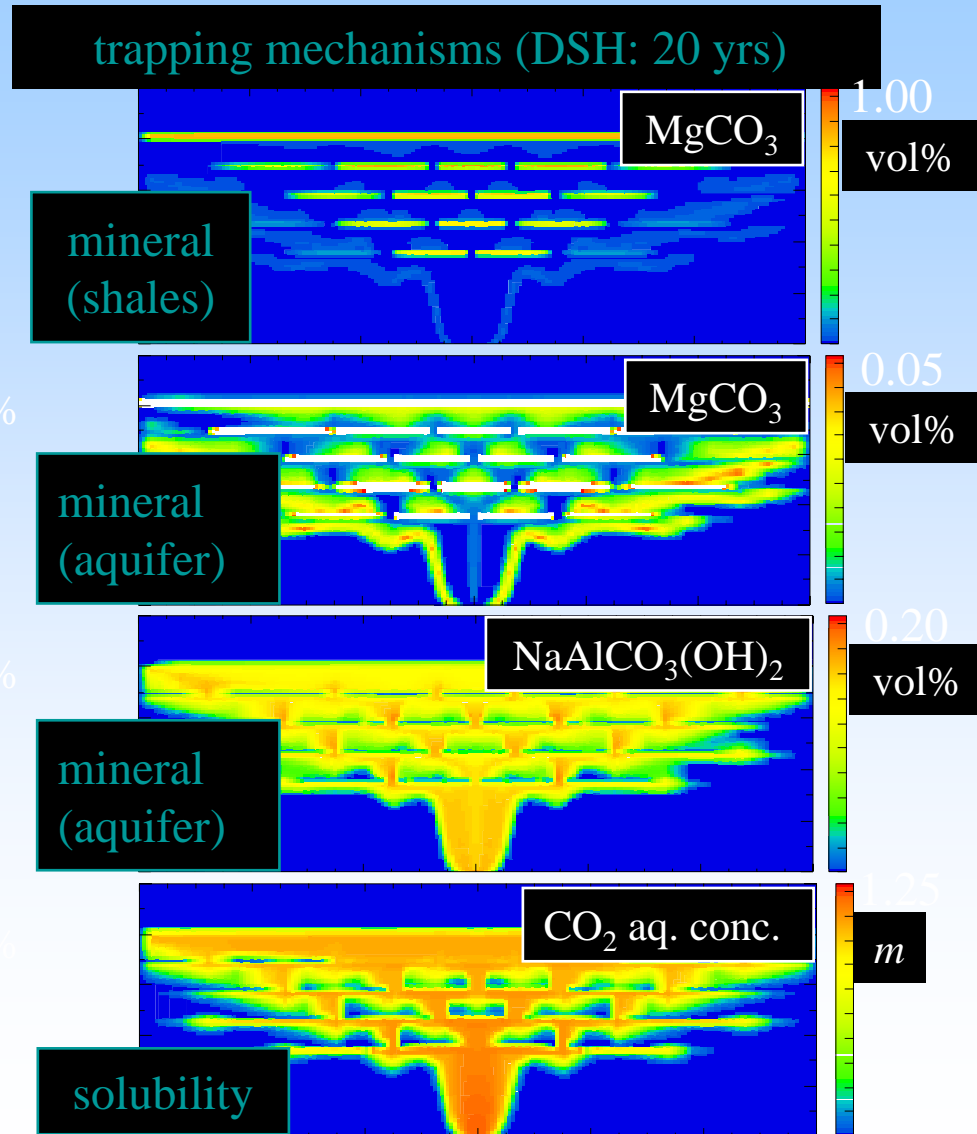 trapping mechanisms (DSH: 20 yrs)
1.00
MgCO₃
vol%
mineral
(shales)
0.05
MgCO₃
vol%
%
mineral
(aquifer)
0.20
NaAlCO₃(OH)₂
vol%
%
mineral
(aquifer)
1.25
CO₂ aq. conc.
m
%
solubility